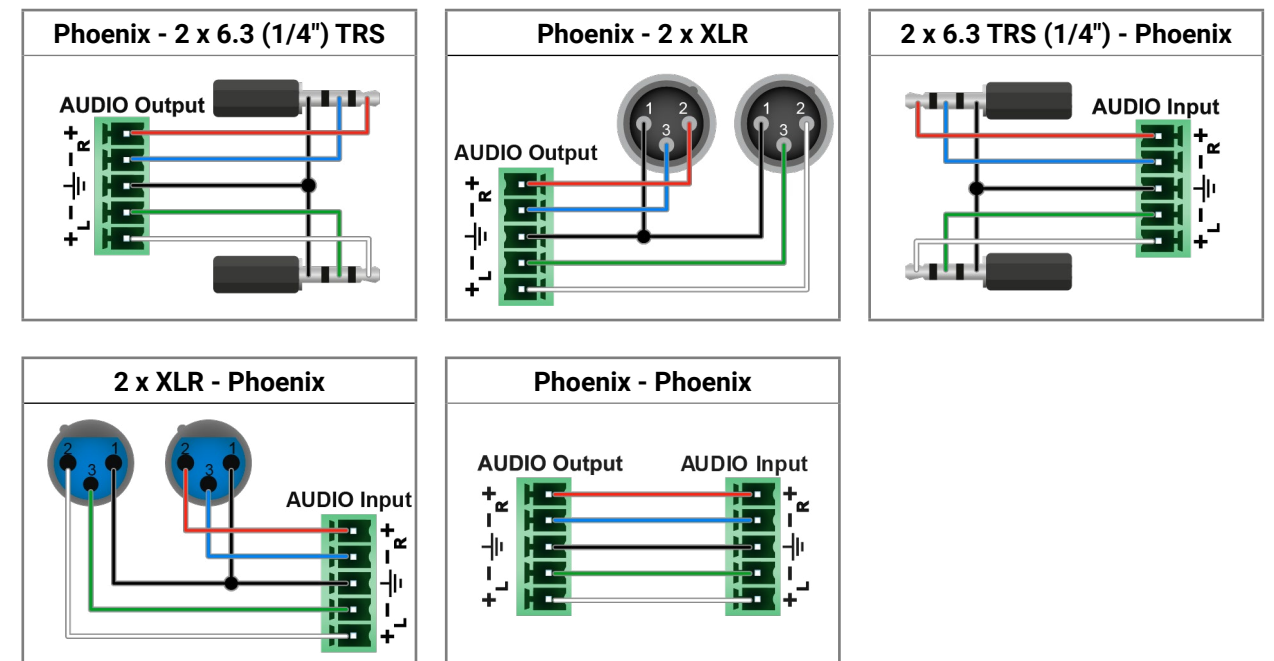 Phoenix - 2 x 6.3 (1/4") TRS
AUDIO Output
+
-
R
-
L
+
Phoenix - 2 x XLR
1
2
3
1
2
3
AUDIO Output
+
-
R
-
L
+
2 x 6.3 TRS (1/4") - Phoenix
AUDIO Input
+
-
R
-
L
+
2 x XLR - Phoenix
2
1
3
2
1
3
AUDIO Input
+
-
R
-
L
+
Phoenix - Phoenix
AUDIO Output
AUDIO Input
+
-
R
-
L
+
+
-
R
-
L
+